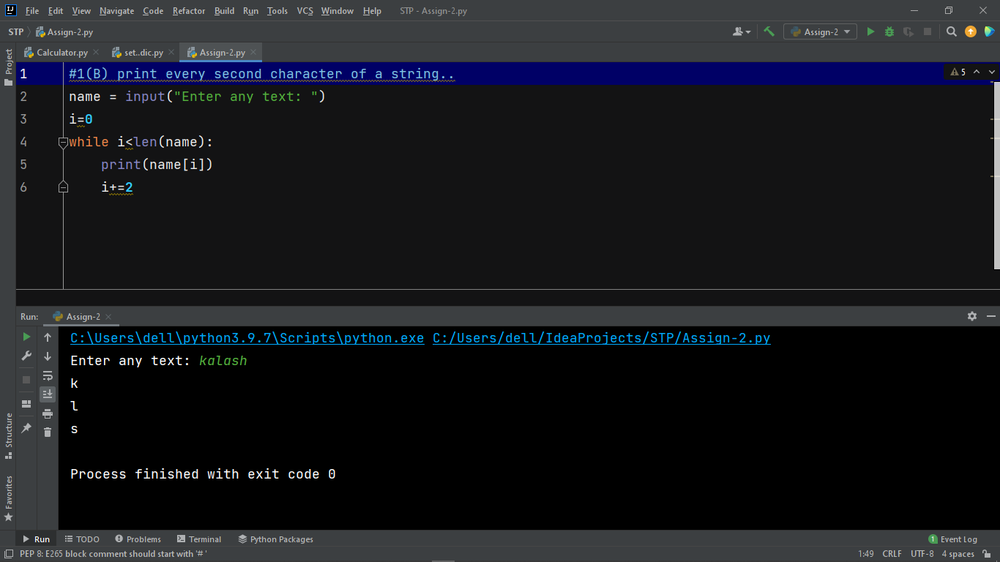 File Edit View Navigate Code Refactor Build Run Tools VCS Window Help STP - Assign-2.py
STP Assign-2.py Assign-2
Calculator.py set..dic.py Assign-2.py
Project
1 #1(B) print every second character of a string.. 5
2 name = input("Enter any text: ")
3 i=0
4 while i<len(name):
5 print(name[i])
6 i+=2
Run: Assign-2
C:\Users\dell\python3.9.7\Scripts\python.exe C:/Users/dell/IdeaProjects/STP/Assign-2.py
Enter any text: kalash
k
l
s
Process finished with exit code 0
Structure
Favorites
Run TODO Problems Terminal Python Packages 1 Event Log
PEP 8: E265 block comment should start with '# ' 1:49 CRLF UTF-8 4 spaces